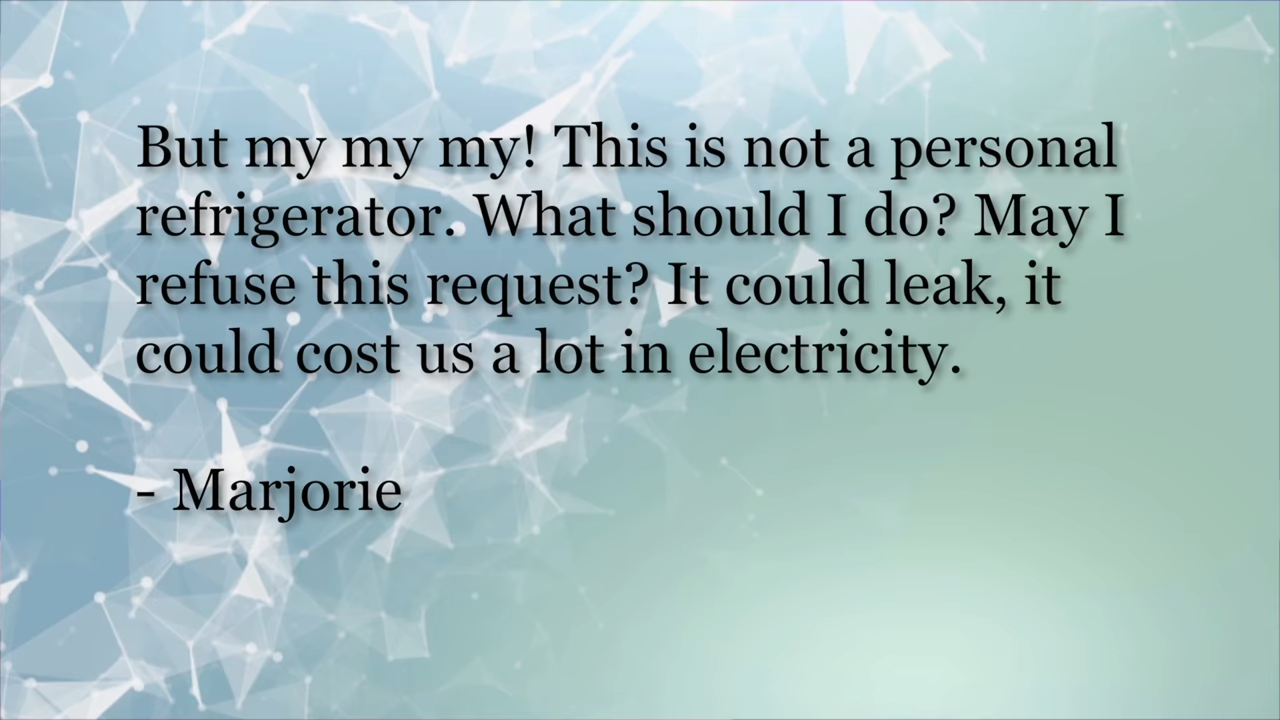 But my my my! This is not a personal
refrigerator. What should I do? May I
refuse this request? It could leak, it
could cost us a lot in electricity.
- Marjorie